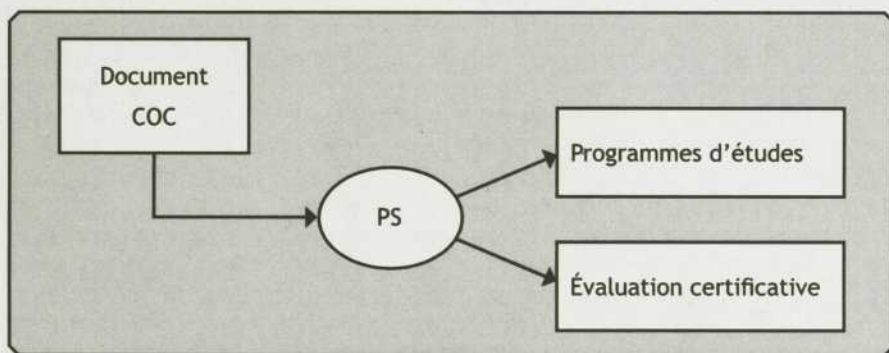 Document
COC
PS
Programmes d'études
Évaluation certificative